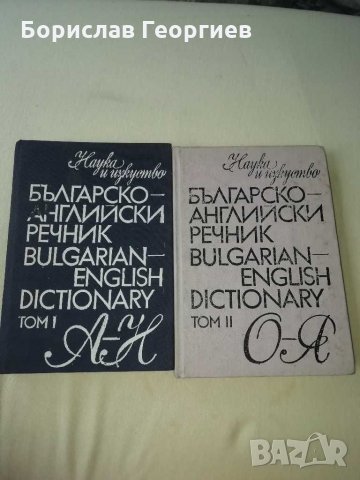 Борислав Георгиев
Наука
и изкуство
БЪЛГАРСКО-
АНГЛИЙСКИ
РЕЧНИК
BULGARIAN-
ENGLISH
DICTIONARY
ТОМ I
А-Н
Наука
и изкуство
БЪЛГАРСКО-
АНГЛИЙСКИ
РЕЧНИК
BULGARIAN-
ENGLISH
DICTIONARY
ТОМ II
О-Я
BAZAR